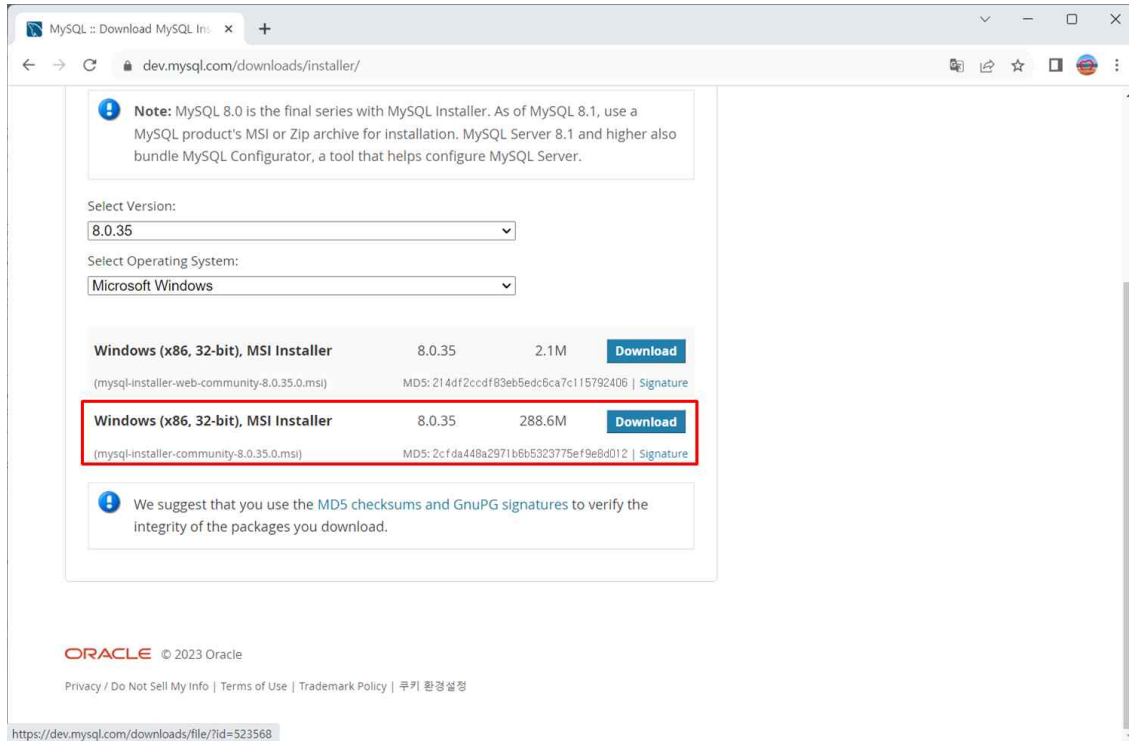 MySQL :: Download MySQL Ins
dev.mysql.com/downloads/installer/
Note: MySQL 8.0 is the final series with MySQL Installer. As of MySQL 8.1, use a
MySQL product's MSI or Zip archive for installation. MySQL Server 8.1 and higher also
bundle MySQL Configurator, a tool that helps configure MySQL Server.
Select Version:
8.0.35
Select Operating System:
Microsoft Windows
Windows (x86, 32-bit), MSI Installer 8.0.35 2.1M Download
(mysql-installer-web-community-8.0.35.0.msi) MD5: 214df2ccdf83eb5edc6ca7c115792406 | Signature
Windows (x86, 32-bit), MSI Installer 8.0.35 288.6M Download
(mysql-installer-community-8.0.35.0.msi) MD5: 2cfda448a2971b6b5323775ef9e8d012 | Signature
We suggest that you use the MD5 checksums and GnuPG signatures to verify the
integrity of the packages you download.
ORACLE © 2023 Oracle
Privacy / Do Not Sell My Info | Terms of Use | Trademark Policy | 쿠키 환경설정
https://dev.mysql.com/downloads/file/?id=523568